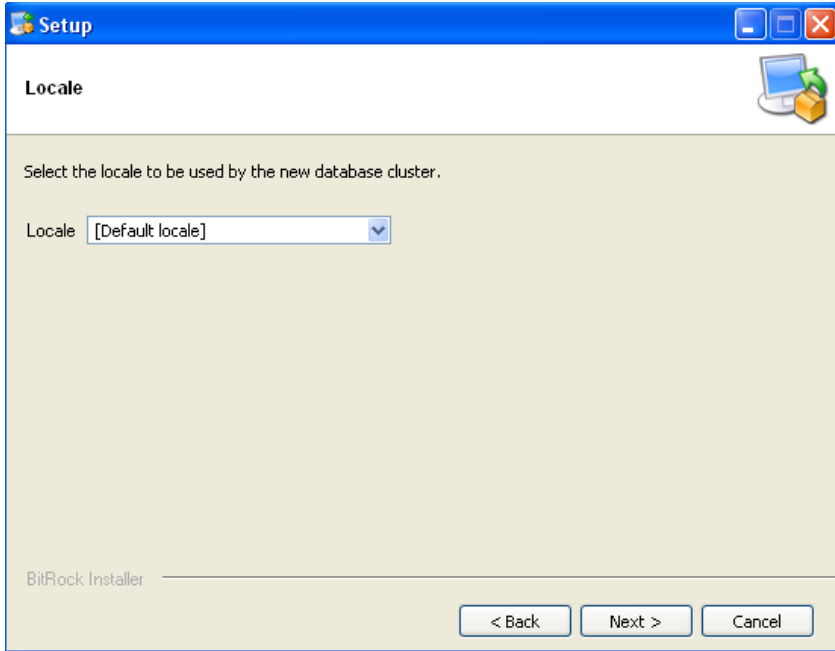 Setup
Locale
Select the locale to be used by the new database cluster.
Locale [Default locale]
BitRock Installer
< Back Next > Cancel